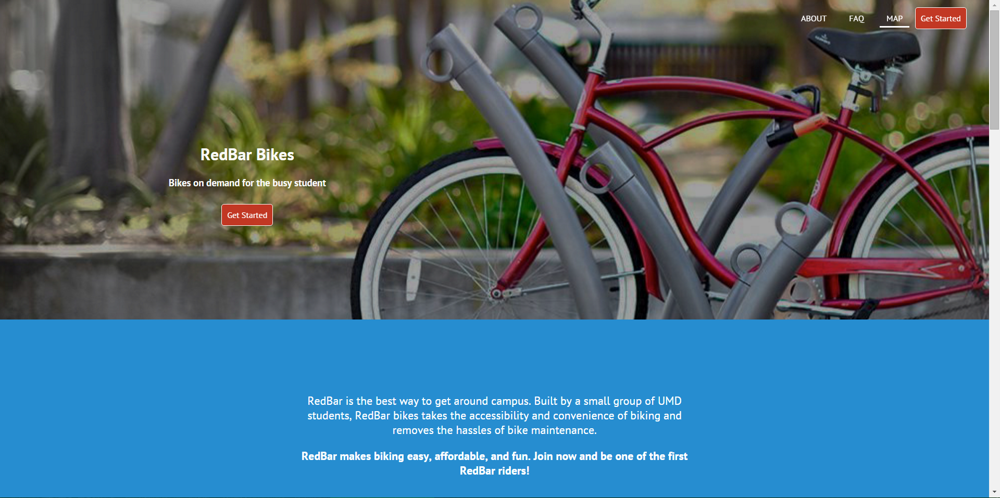 ABOUT FAQ MAP Get Started
RedBar Bikes
Bikes on demand for the busy student
Get Started
RedBar is the best way to get around campus. Built by a small group of UMD
students, RedBar bikes takes the accessibility and convenience of biking and
removes the hassles of bike maintenance.
RedBar makes biking easy, affordable, and fun. Join now and be one of the first
RedBar riders!